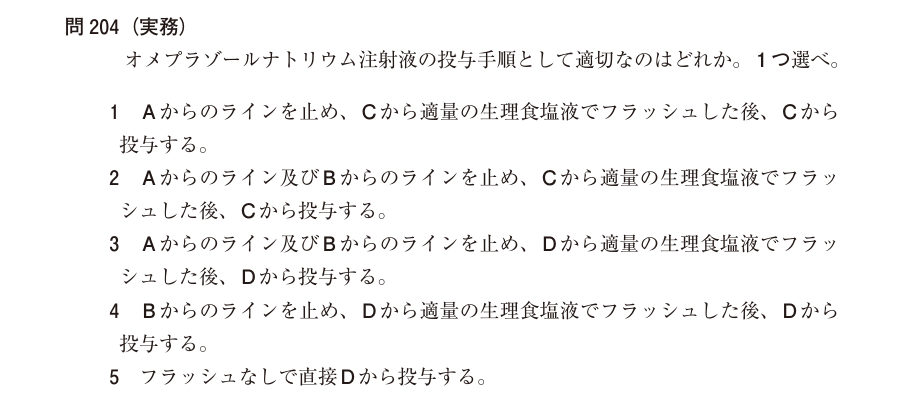 問 204（実務）
オメプラゾールナトリウム注射液の投与手順として適切なのはどれか。１つ選べ。
1　Aからのラインを止め、Cから適量の生理食塩液でフラッシュした後、Cから
投与する。
2　Aからのライン及びBからのラインを止め、Cから適量の生理食塩液でフラッ
シュした後、Cから投与する。
3　Aからのライン及びBからのラインを止め、Dから適量の生理食塩液でフラッ
シュした後、Dから投与する。
4　Bからのラインを止め、Dから適量の生理食塩液でフラッシュした後、Dから
投与する。
5　フラッシュなしで直接Dから投与する。